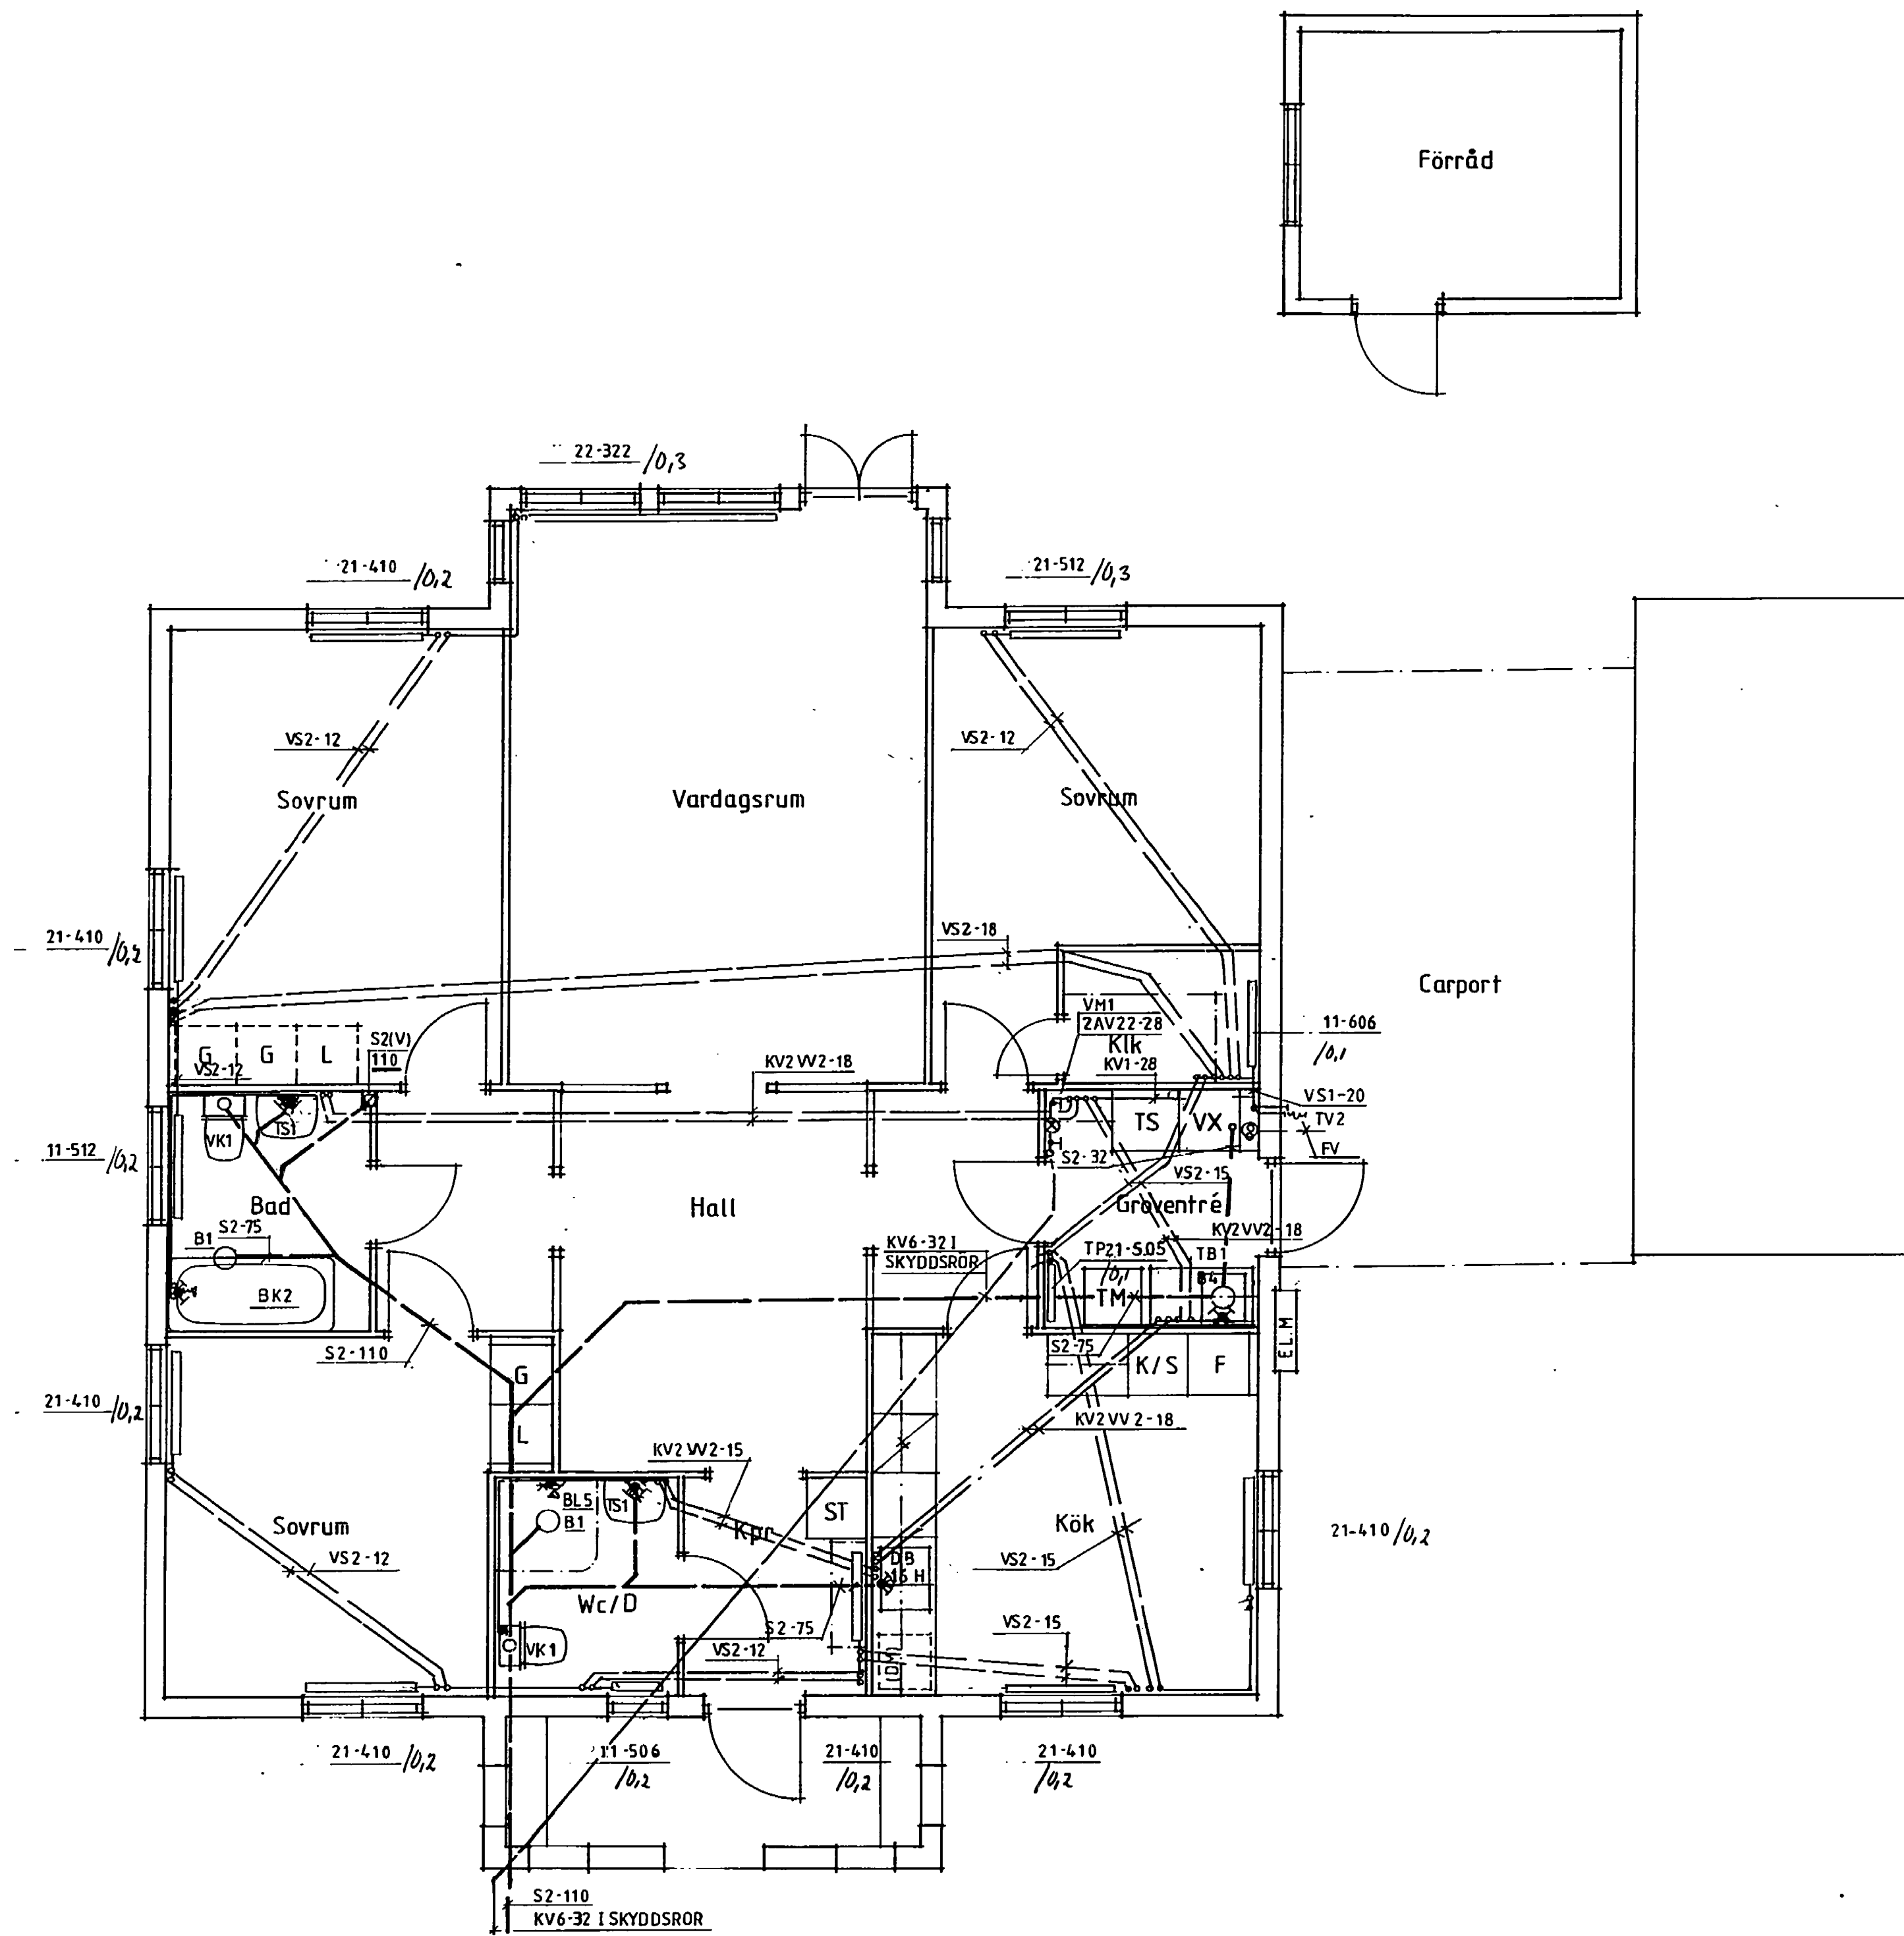 Förråd
22-322 /0,3
21-410 /0,2
21-512 /0,3
VS2-12
VS2-12
Sovrum
Vardagsrum
Sovrum
VS2-18
21-410 /0,2
Carport
VM1
2AV22-28
Klk
KV1-28
11-606
/0,1
S2(V)
110
G
G
L
VS2-12
KV2 VV2-18
VS1-20
TV2
FV
TS
VX
VK1
TS1
11-512 /0,2
S2-32
VS2-15
Bad
Hall
Groventré
S2-75
B1
KV2VV2-18
KV6-32 I
SKYDDSRÖR
TP21-505
/0,1
TB1
B4
BK2
TM
EL.M
S2-110
S2-75
K/S
F
G
21-410 /0,2
L
KV2VV2-18
KV2 VV2-15
BL5
B1
TS1
ST
Sovrum
Kpr
Kök
21-410 /0,2
VS2-12
DB
16 H
VS2-15
Wc/D
VK1
S2-75
VS2-12
VS2-15
(DM)
21-410 /0,2
11-506
/0,2
21-410
/0,2
21-410
/0,2
S2-110
KV6-32 I SKYDDSRÖR